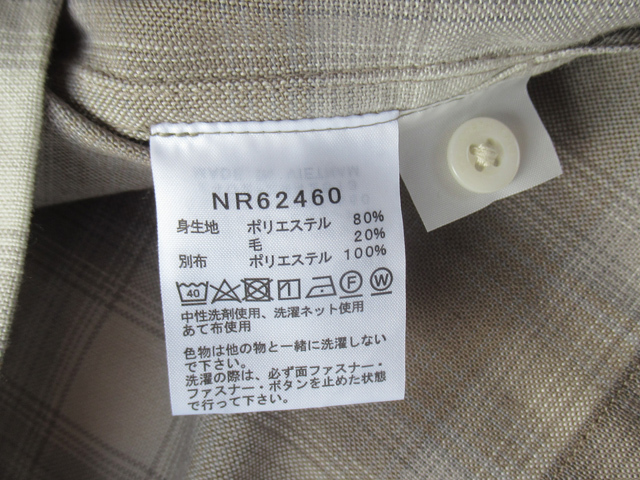 NR62460
身生地 ポリエステル 80%
毛 20%
別布 ポリエステル 100%
40 F W
中性洗剤使用、洗濯ネット使用
あて布使用
色物は他の物と一緒に洗濯しない
で下さい。
洗濯の際は、必ず面ファスナー・
ファスナー・ボタンを止めた状態
で行って下さい。